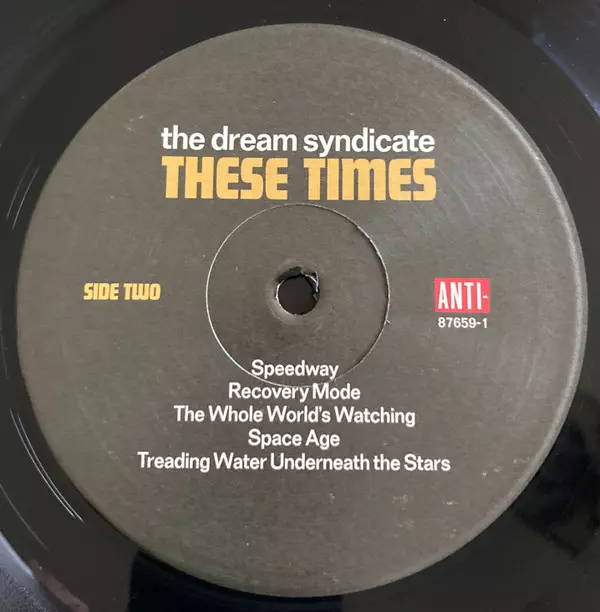 the dream syndicate
THESE TIMES
SIDE TWO
ANTI-
87659-1
Speedway
Recovery Mode
The Whole World's Watching
Space Age
Treading Water Underneath the Stars